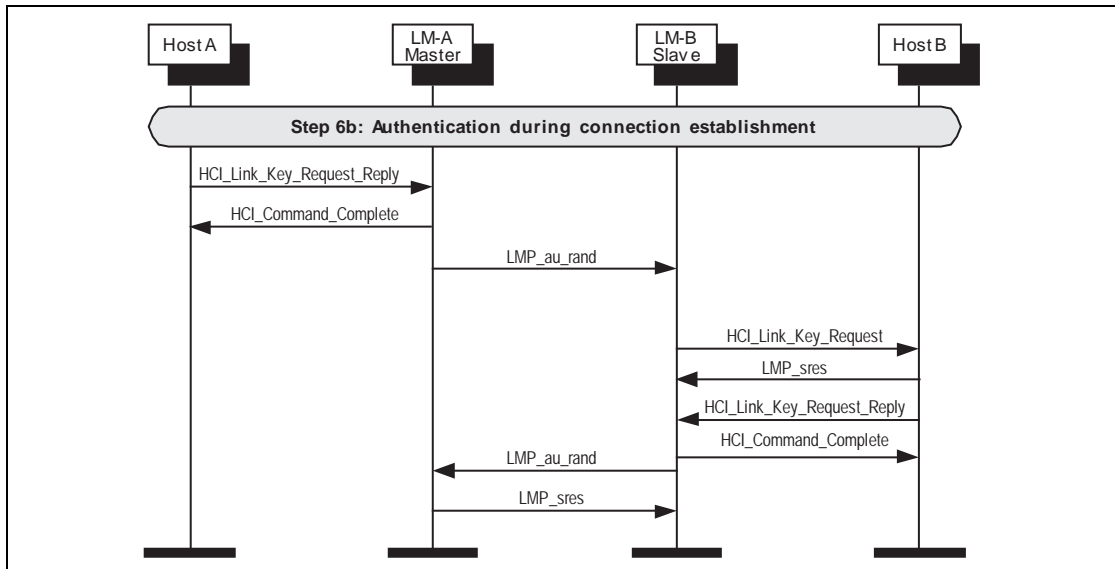 Host A
LM-A
Master
LM-B
Slave
Host B
Step 6b: Authentication during connection establishment
HCI_Link_Key_Request_Reply
HCI_Command_Complete
LMP_au_rand
HCI_Link_Key_Request
LMP_sres
HCI_Link_Key_Request_Reply
HCI_Command_Complete
LMP_au_rand
LMP_sres